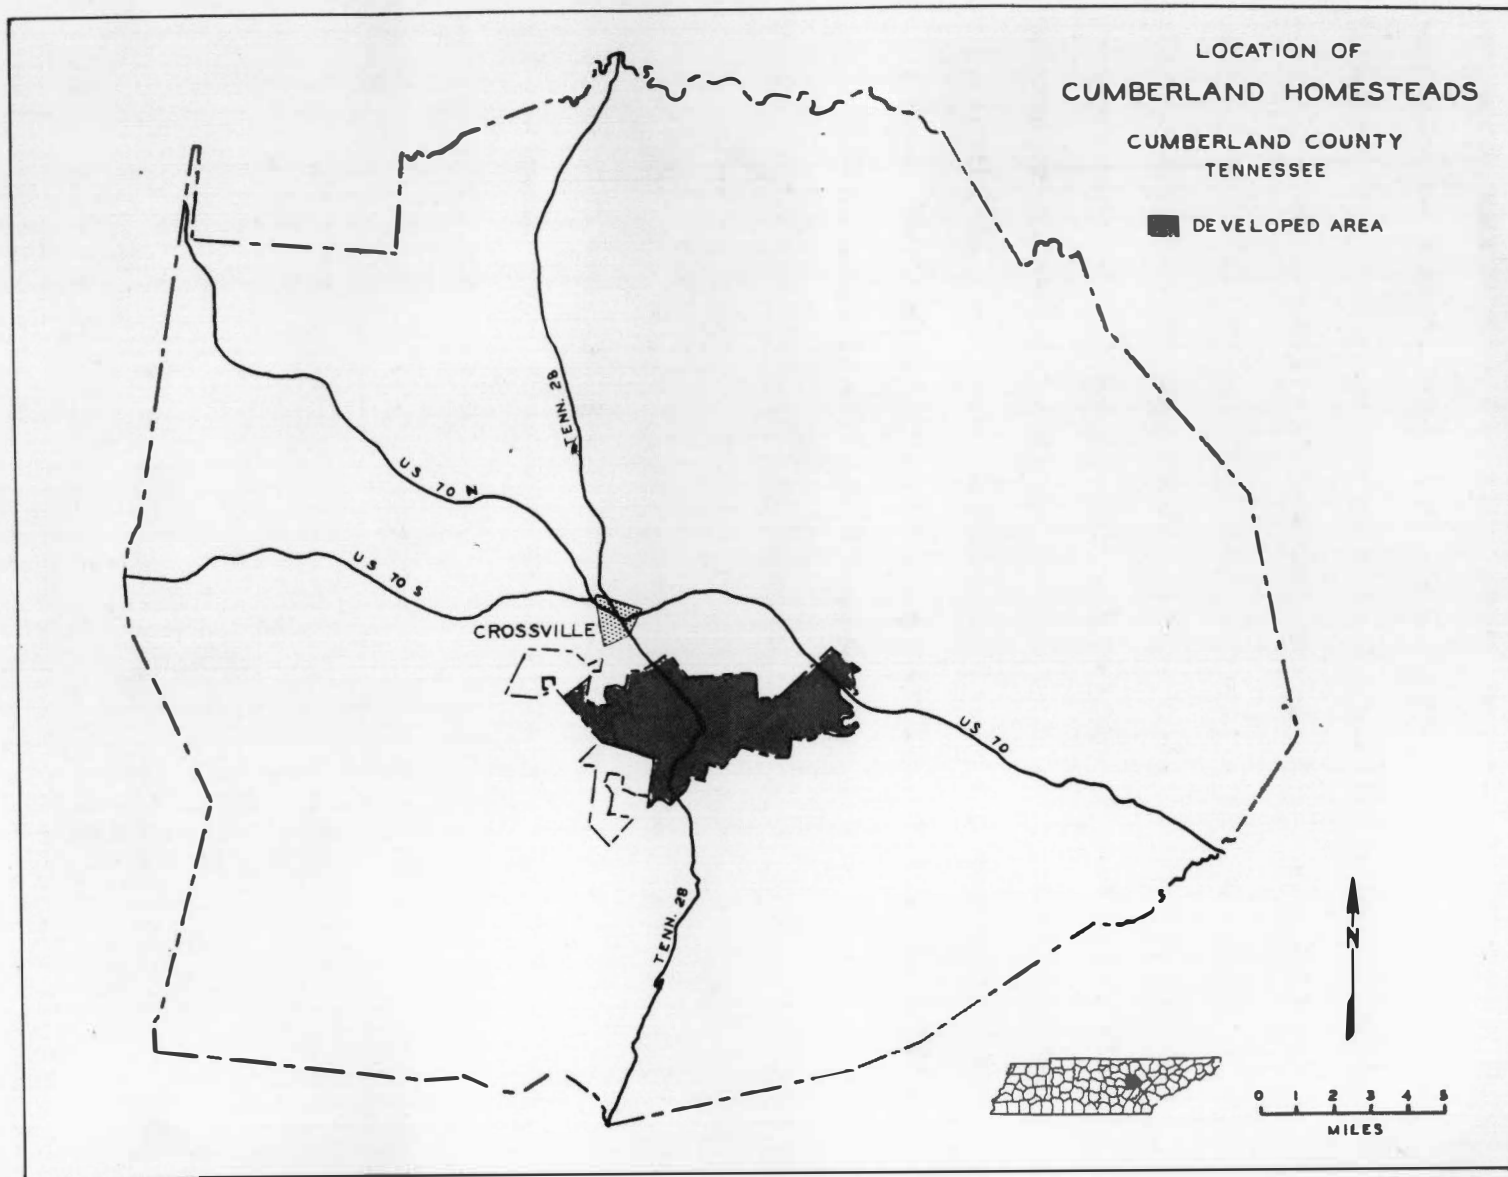 LOCATION OF
CUMBERLAND HOMESTEADS
CUMBERLAND COUNTY
TENNESSEE
DEVELOPED AREA
TENN. 28
US 70 N
US 70 S
CROSSVILLE
US 70
TENN. 28
N
0 1 2 3 4 5
MILES